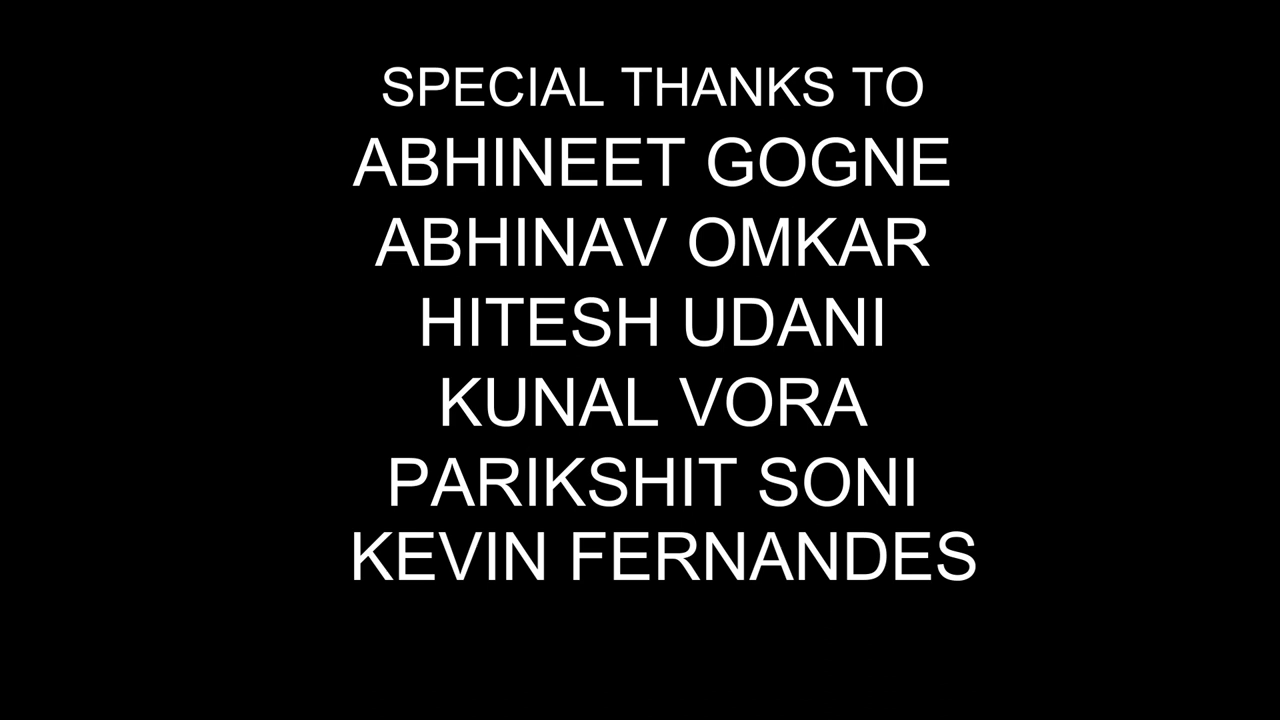 SPECIAL THANKS TO
ABHINEET GOGNE
ABHINAV OMKAR
HITESH UDANI
KUNAL VORA
PARIKSHIT SONI
KEVIN FERNANDES